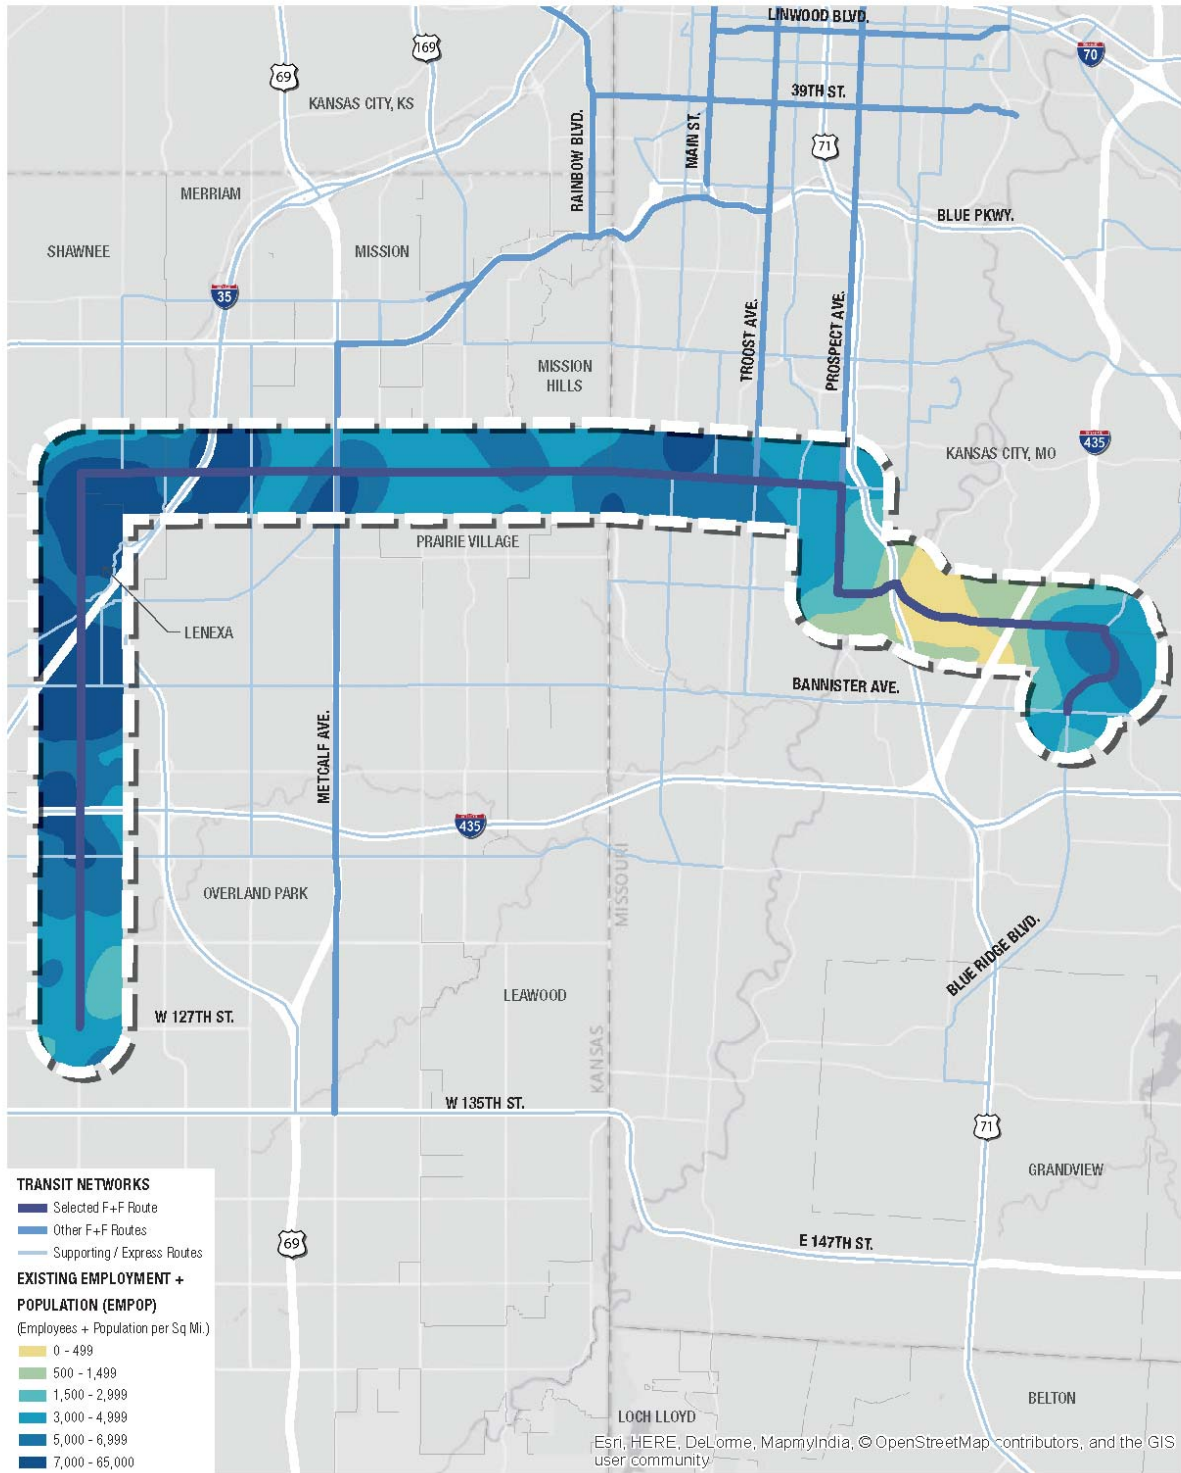 LINWOOD BLVD.
69
169
70
KANSAS CITY, KS
39TH ST.
RAINBOW BLVD.
MAIN ST.
71
MERRIAM
BLUE PKWY.
SHAWNEE
MISSION
35
TROOST AVE.
PROSPECT AVE.
MISSION
HILLS
KANSAS CITY, MO
435
PRAIRIE VILLAGE
LENEXA
BANNISTER AVE.
METCALF AVE.
435
MISSOURI
OVERLAND PARK
BLUE RIDGE BLVD.
LEAWOOD
W 127TH ST.
KANSAS
W 135TH ST.
71
GRANDVIEW
69
E 147TH ST.
TRANSIT NETWORKS
Selected F+F Route
Other F+F Routes
Supporting / Express Routes
EXISTING EMPLOYMENT +
POPULATION (EMPOP)
(Employees + Population per Sq Mi.)
0 - 499
500 - 1,499
1,500 - 2,999
3,000 - 4,999
5,000 - 6,999
7,000 - 65,000
BELTON
LOCH LLOYD
Esri, HERE, DeLorme, MapmyIndia, © OpenStreetMap contributors, and the GIS
user community